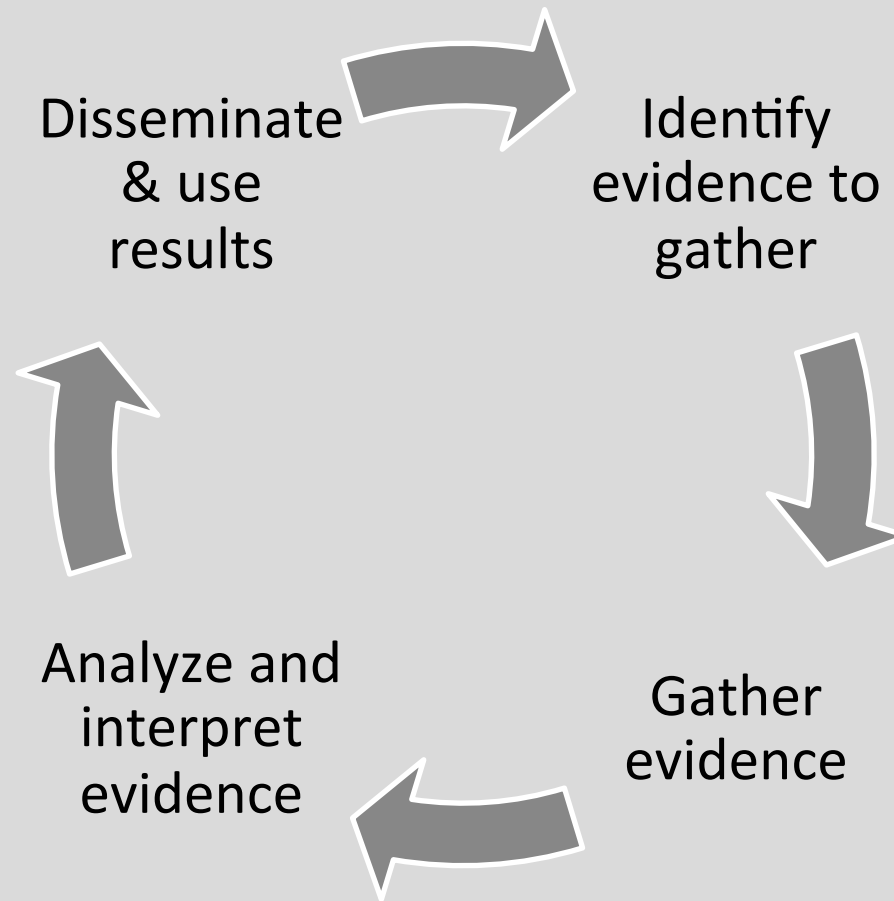 Disseminate
& use
results
Identify
evidence to
gather
Analyze and
interpret
evidence
Gather
evidence